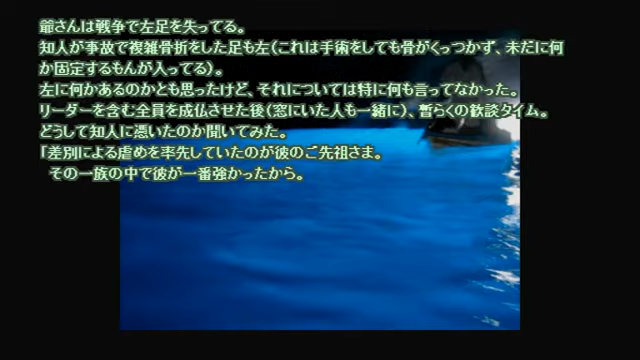 爺さんは戦争で左足を失ってる。
知人が事故で複雑骨折をした足も左（これは手術をしても骨がくっつかず、未だに何
か固定するもんが入ってる）。
左に何かあるのかとも思ったけど、それについては特に何も言ってなかった。
リーダーを含む全員を成仏させた後（窓にいた人も一緒に）、暫らくの歓談タイム。
どうして知人に憑いたのか聞いてみた。
「差別による虐めを率先していたのが彼のご先祖さま。
その一族の中で彼が一番強かったから。